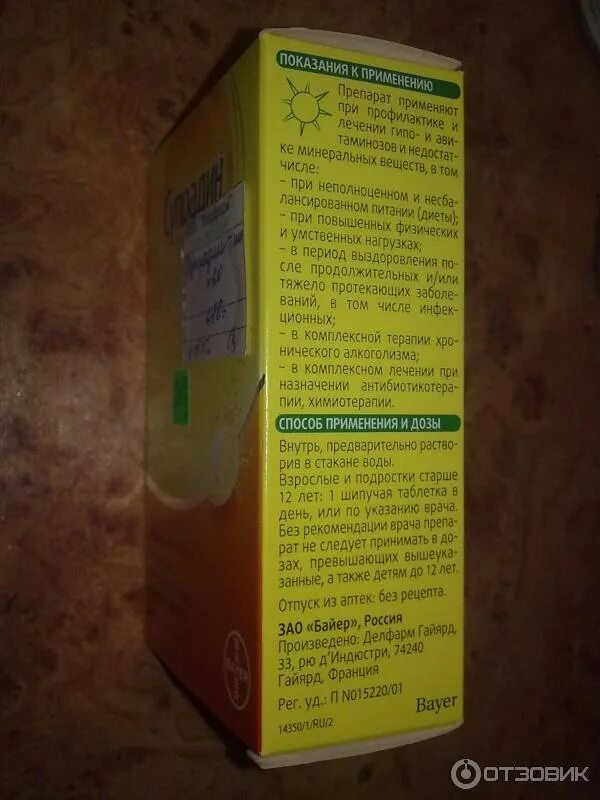 ПОКАЗАНИЯ К ПРИМЕНЕНИЮ
Препарат применяют
при профилактике и
лечении гипо- и ави-
таминозов и недостат-
ке минеральных веществ, в том
числе:
– при неполноценном и несба-
лансированном питании (диеты);
– при повышенных физических
и умственных нагрузках;
– в период выздоровления по-
сле продолжительных и/или
тяжело протекающих заболе-
ваний, в том числе инфек-
ционных;
– в комплексной терапии хро-
нического алкоголизма;
– в комплексном лечении при
назначении антибиотикотера-
пии, химиотерапии.
СПОСОБ ПРИМЕНЕНИЯ И ДОЗЫ
Внутрь, предварительно раство-
рив в стакане воды.
Взрослые и подростки старше
12 лет: 1 шипучая таблетка в
день, или по указанию врача.
Без рекомендации врача препа-
рат не следует принимать в до-
зах, превышающих вышеука-
занные, а также детям до 12 лет.
Отпуск из аптек: без рецепта.
ЗАО «Байер», Россия
Произведено: Делфарм Гайярд,
33, рю д’Индюстри, 74240
Гайярд, Франция
Рег. уд.: П N015220/01
Bayer
14350/1/RU/2
Супрадин
ОТЗОВИК